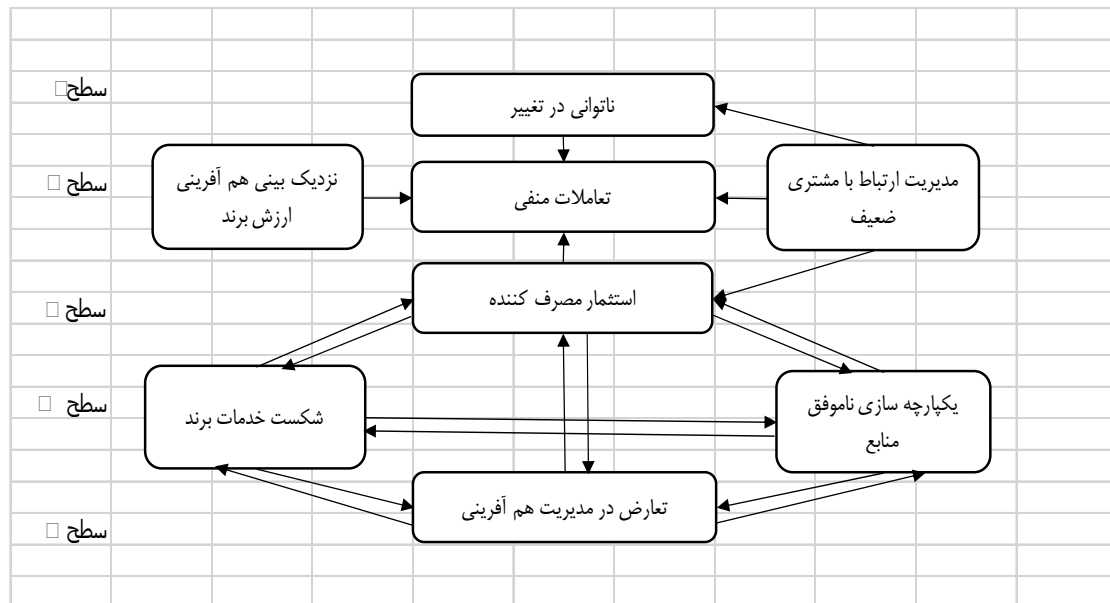 سطح
ناتوانی در تغییر
سطح
نزدیک بینی هم آفرینی
ارزش برند
تعاملات منفی
مدیریت ارتباط با مشتری
ضعیف
سطح
استثمار مصرف کننده
سطح
شکست خدمات برند
یکپارچه سازی ناموفق
منابع
سطح
تعارض در مدیریت هم آفرینی